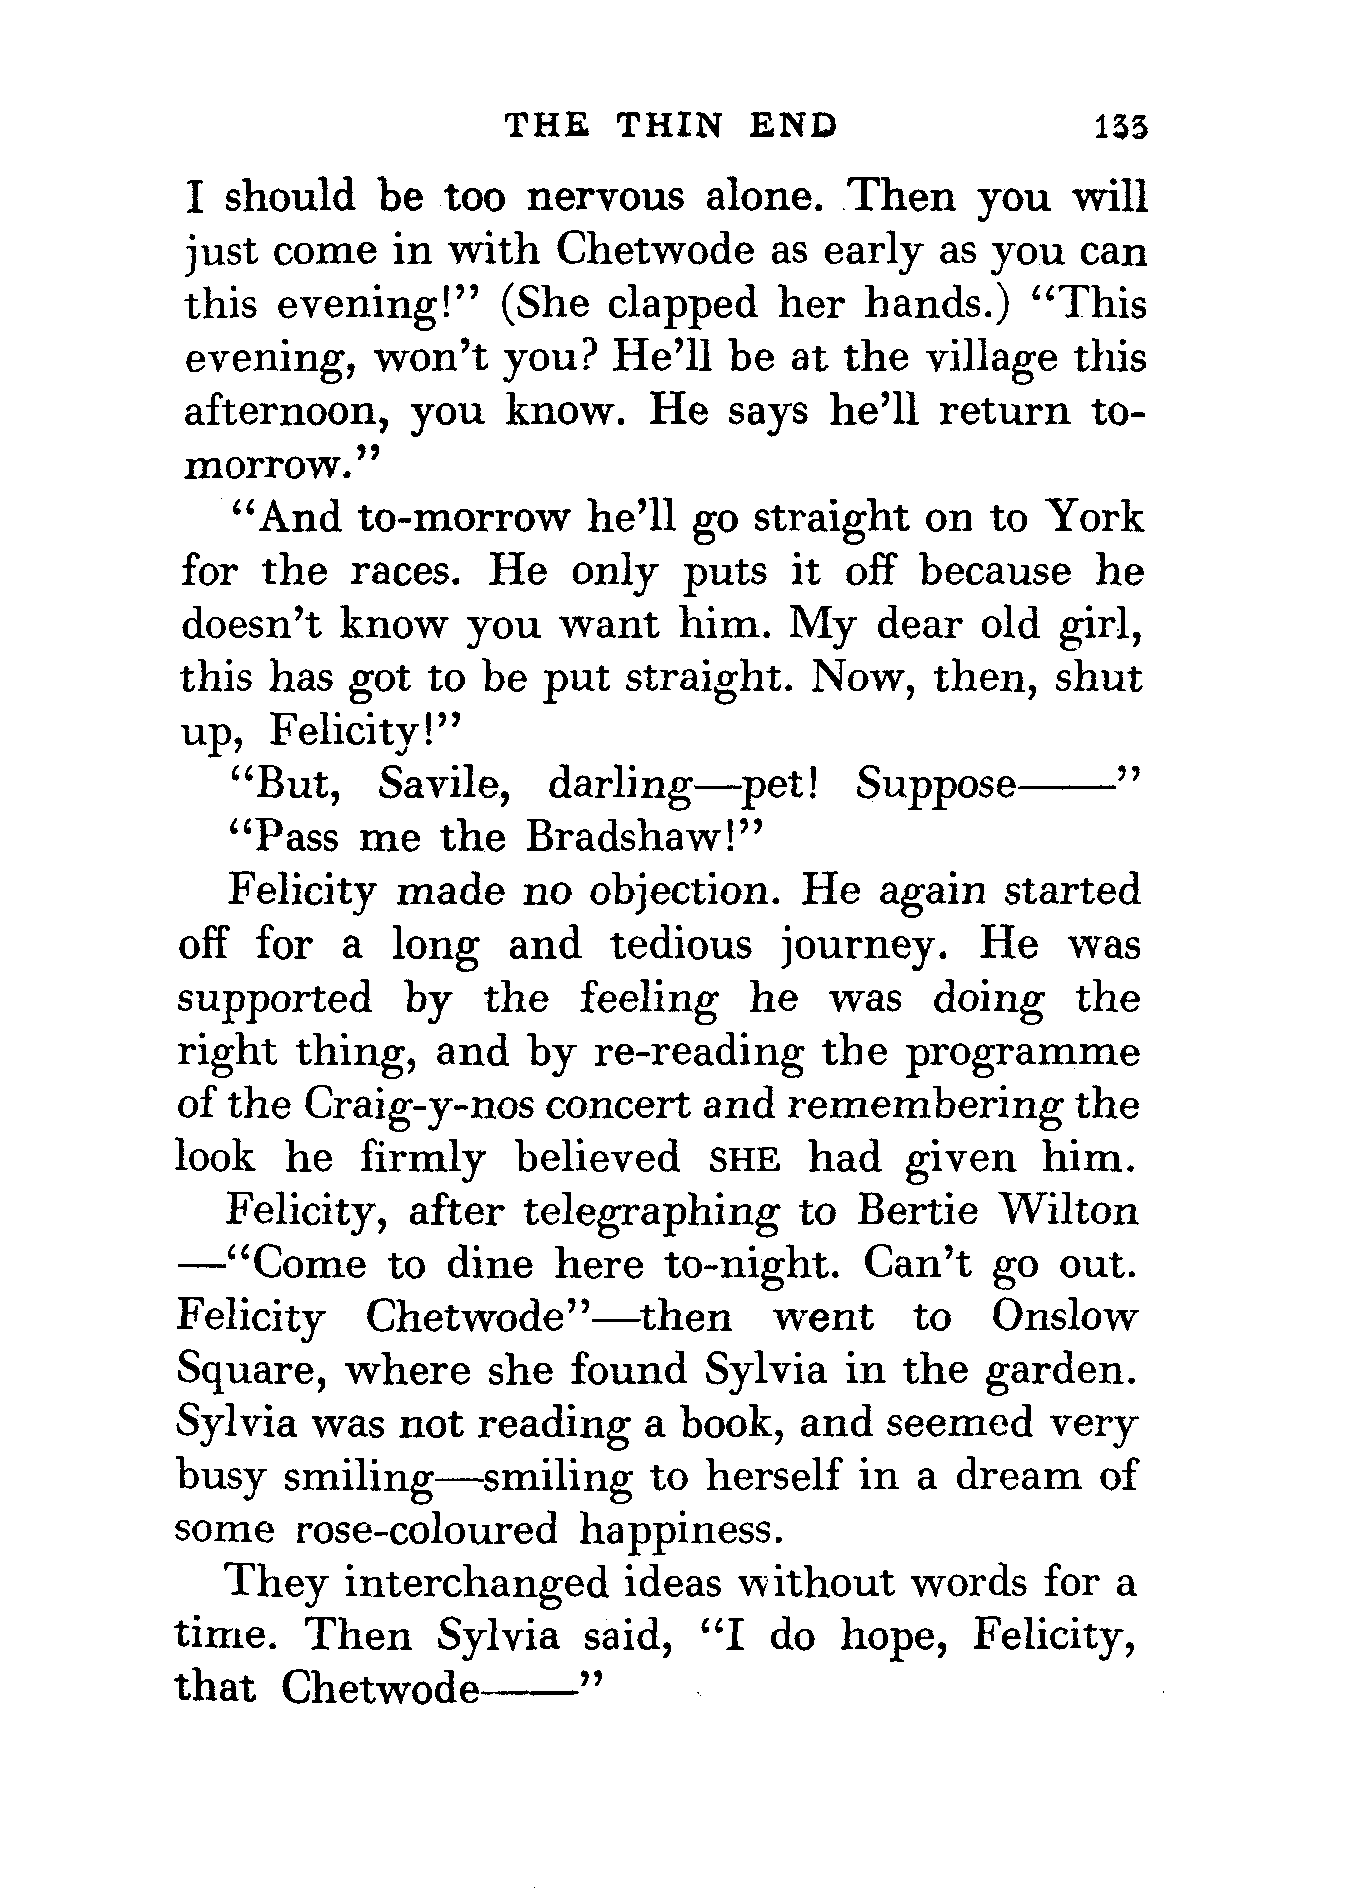 THE THIN END 133
I should be too nervous alone. Then you will
just come in with Chetwode as early as you can
this evening!” (She clapped her hands.) “This
evening, won’t you? He’ll be at the village this
afternoon, you know. He says he’ll return to-
morrow.”
“And to-morrow he’ll go straight on to York
for the races. He only puts it off because he
doesn’t know you want him. My dear old girl,
this has got to be put straight. Now, then, shut
up, Felicity!”
“But, Savile, darling—pet! Suppose——”
“Pass me the Bradshaw!”
Felicity made no objection. He again started
off for a long and tedious journey. He was
supported by the feeling he was doing the
right thing, and by re-reading the programme
of the Craig-y-nos concert and remembering the
look he firmly believed SHE had given him.
Felicity, after telegraphing to Bertie Wilton
—“Come to dine here to-night. Can’t go out.
Felicity Chetwode”—then went to Onslow
Square, where she found Sylvia in the garden.
Sylvia was not reading a book, and seemed very
busy smiling—smiling to herself in a dream of
some rose-coloured happiness.
They interchanged ideas without words for a
time. Then Sylvia said, “I do hope, Felicity,
that Chetwode——”